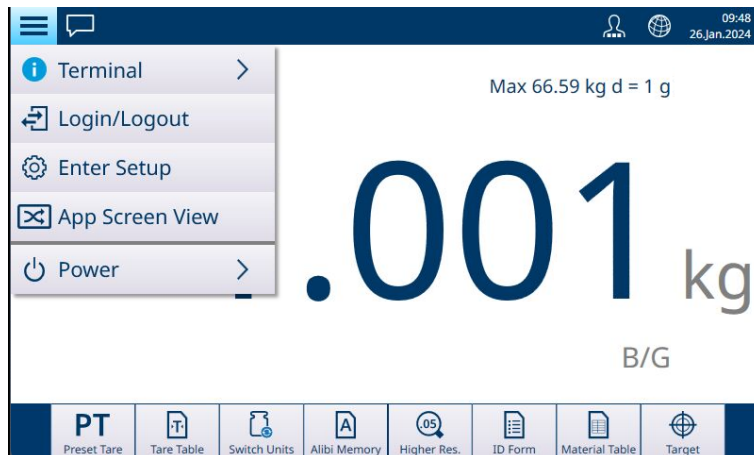 09:48
26.Jan.2024
Terminal
Login/Logout
Enter Setup
App Screen View
Power
Max 66.59 kg d = 1 g
.001 kg
B/G
PT
Preset Tare
T
Tare Table
Switch Units
A
Alibi Memory
.05
Higher Res.
ID Form
Material Table
Target